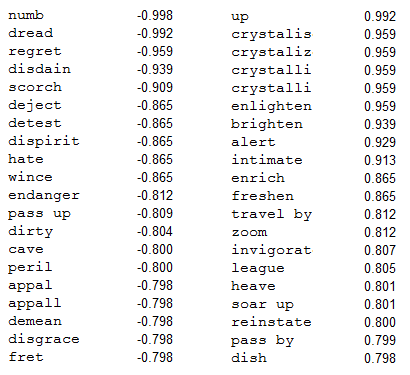 numb -0.998 up 0.992
dread -0.992 crystalis 0.959
regret -0.959 crystaliz 0.959
disdain -0.939 crystalli 0.959
scorch -0.909 crystalli 0.959
deject -0.865 enlighten 0.959
detest -0.865 brighten 0.939
dispirit -0.865 alert 0.929
hate -0.865 intimate 0.913
wince -0.865 enrich 0.865
endanger -0.812 freshen 0.865
pass up -0.809 travel by 0.812
dirty -0.804 zoom 0.812
cave -0.800 invigorat 0.807
peril -0.800 league 0.805
appal -0.798 heave 0.801
appall -0.798 soar up 0.801
demean -0.798 reinstate 0.800
disgrace -0.798 pass by 0.799
fret -0.798 dish 0.798